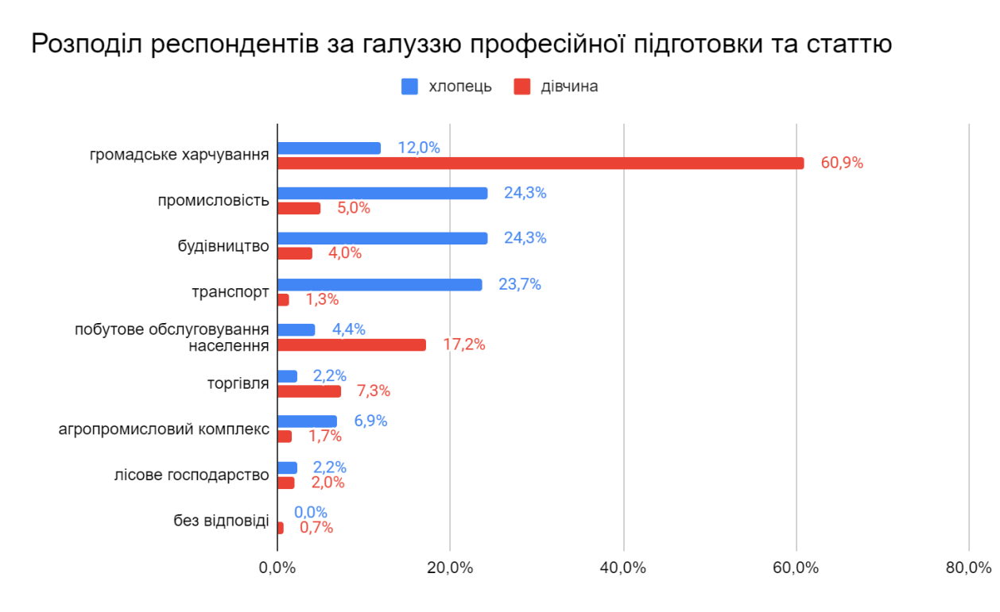 Розподіл респондентів за галуззю професійної підготовки та статтю
хлопець
дівчина
громадське харчування
12,0%
60,9%
промисловість
24,3%
5,0%
будівництво
24,3%
4,0%
транспорт
23,7%
1,3%
побутове обслуговування
населення
4,4%
17,2%
торгівля
2,2%
7,3%
агропромисловий комплекс
6,9%
1,7%
лісове господарство
2,2%
2,0%
без відповіді
0,0%
0,7%
0,0%
20,0%
40,0%
60,0%
80,0%